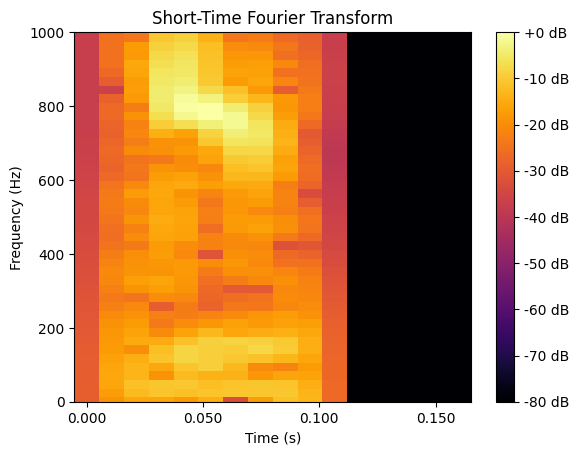 Short-Time Fourier Transform
1000
800
600
400
200
0
Frequency (Hz)
0.000
0.050
0.100
0.150
Time (s)
+0 dB
-10 dB
-20 dB
-30 dB
-40 dB
-50 dB
-60 dB
-70 dB
-80 dB